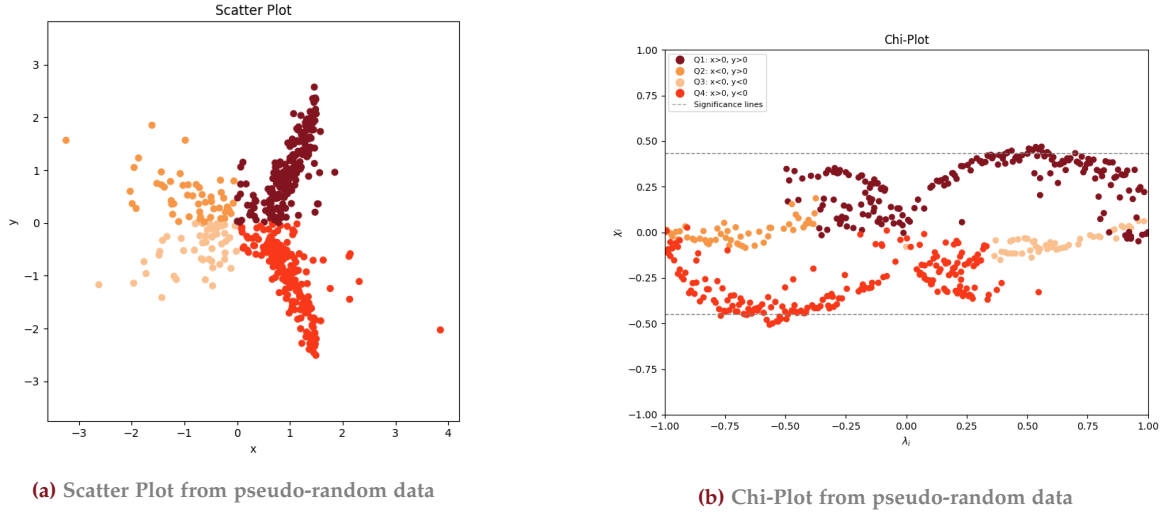 Scatter Plot
3
2
1
0
−1
−2
−3
−3 −2 −1 0 1 2 3 4
y
x
(a) Scatter Plot from pseudo-random data
Chi-Plot
Q1: x>0, y>0
Q2: x<0, y>0
Q3: x<0, y<0
Q4: x>0, y<0
Significance lines
1.00
0.75
0.50
0.25
0.00
−0.25
−0.50
−0.75
−1.00
−1.00 −0.75 −0.50 −0.25 0.00 0.25 0.50 0.75 1.00
χᵢ
λᵢ
(b) Chi-Plot from pseudo-random data